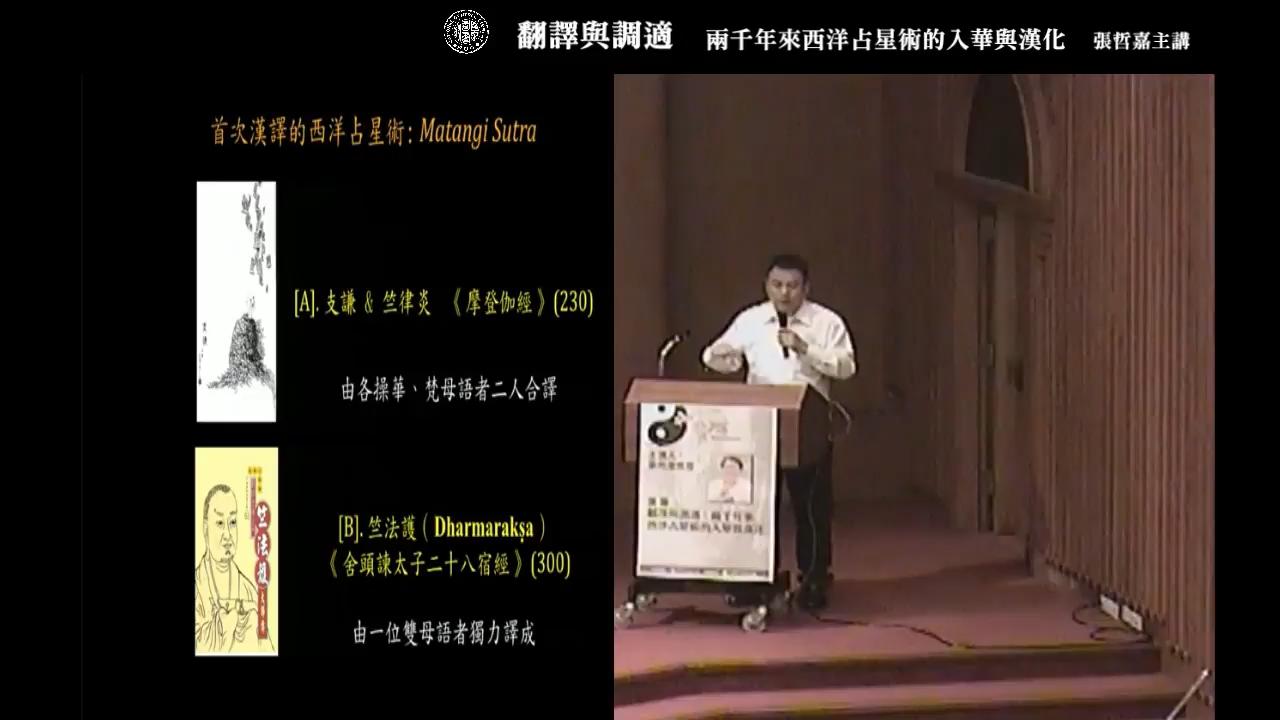 翻譯與調適 兩千年來西洋占星術的入華與漢化 張哲嘉主講
首次漢譯的西洋占星術: Matangi Sutra
[A]. 支謙 & 竺律炎 《摩登伽經》(230)
由各操華、梵母語者二人合譯
竺法護
[B]. 竺法護 ( Dharmarakṣa )
《舍頭諫太子二十八宿經》(300)
由一位雙母語者獨力譯成
主講人: